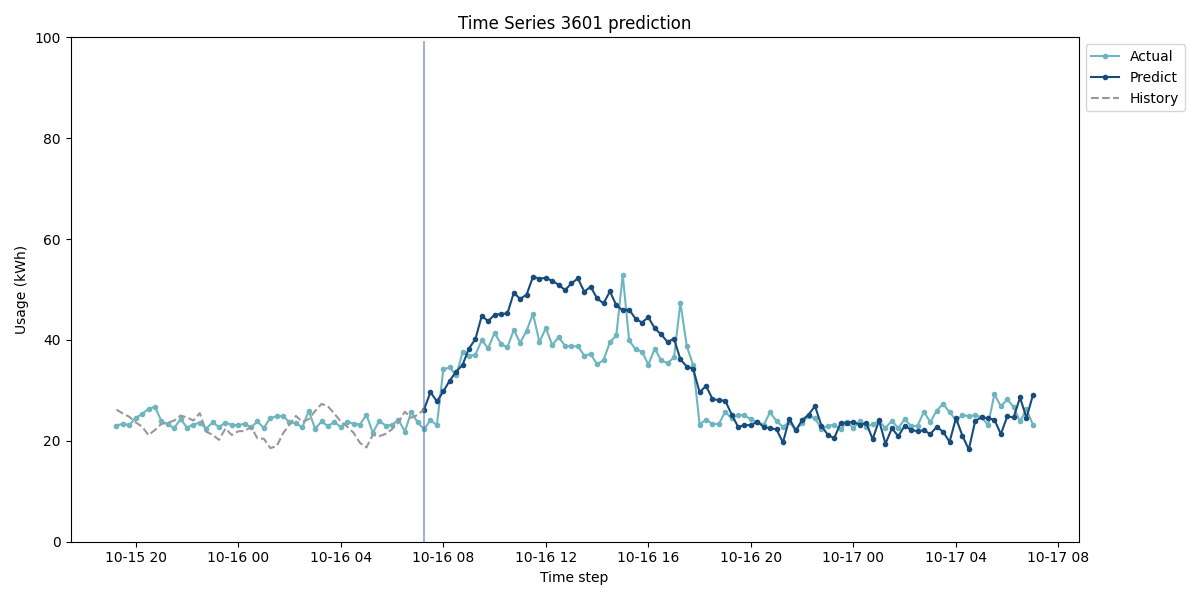 Time Series 3601 prediction
100
80
60
40
20
0
Usage (kWh)
10-15 20
10-16 00
10-16 04
10-16 08
10-16 12
10-16 16
10-16 20
10-17 00
10-17 04
10-17 08
Time step
Actual
Predict
History